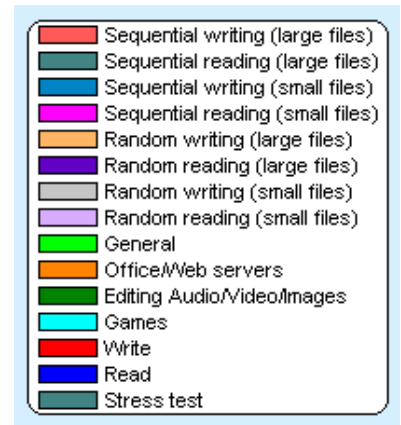 Sequential writing (large files)
Sequential reading (large files)
Sequential writing (small files)
Sequential reading (small files)
Random writing (large files)
Random reading (large files)
Random writing (small files)
Random reading (small files)
General
Office/Web servers
Editing Audio/Video/Images
Games
Write
Read
Stress test